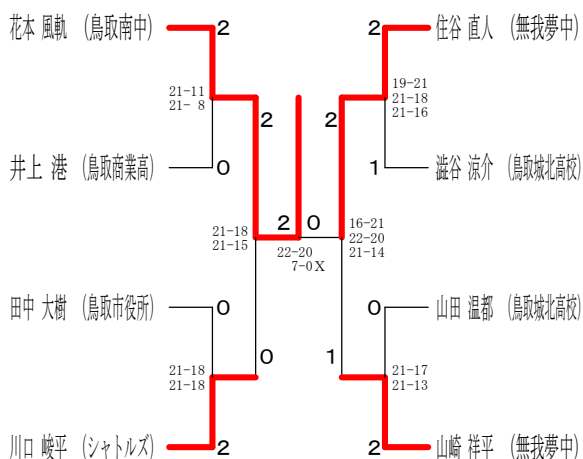 花本 風軌 (鳥取南中) 2 2 住谷 直人 (無我夢中)
21-11 19-21
21- 8 2 2 21-18
21-16
井上 港 (鳥取商業高) 0 1 澁谷 涼介 (鳥取城北高校)
21-18 2 0 16-21
21-15 22-20 22-20
7-0X 21-14
田中 大樹 (鳥取市役所) 0 0 山田 温都 (鳥取城北高校)
21-18 0 1 21-17
21-18 21-13
川口 峻平 (シャトルズ) 2 2 山崎 祥平 (無我夢中)